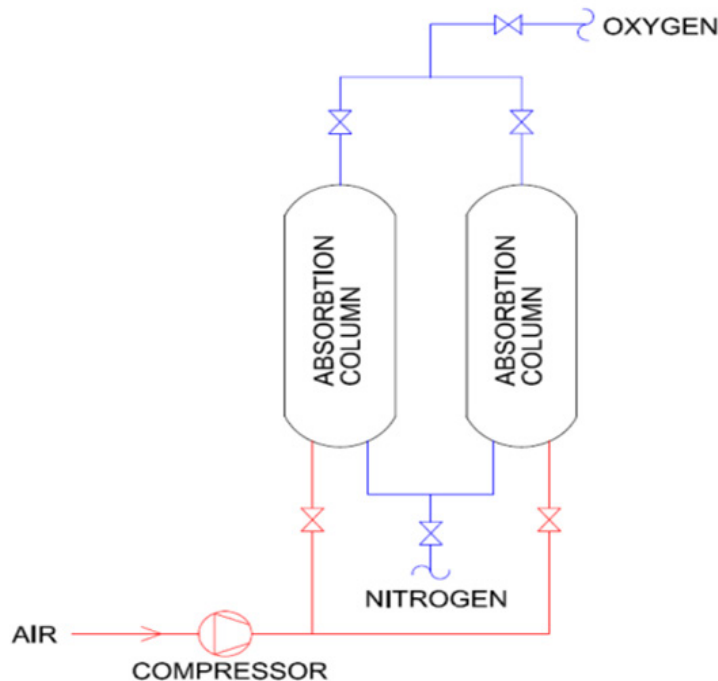 OXYGEN
ABSORBTION
COLUMN
ABSORBTION
COLUMN
NITROGEN
AIR
COMPRESSOR